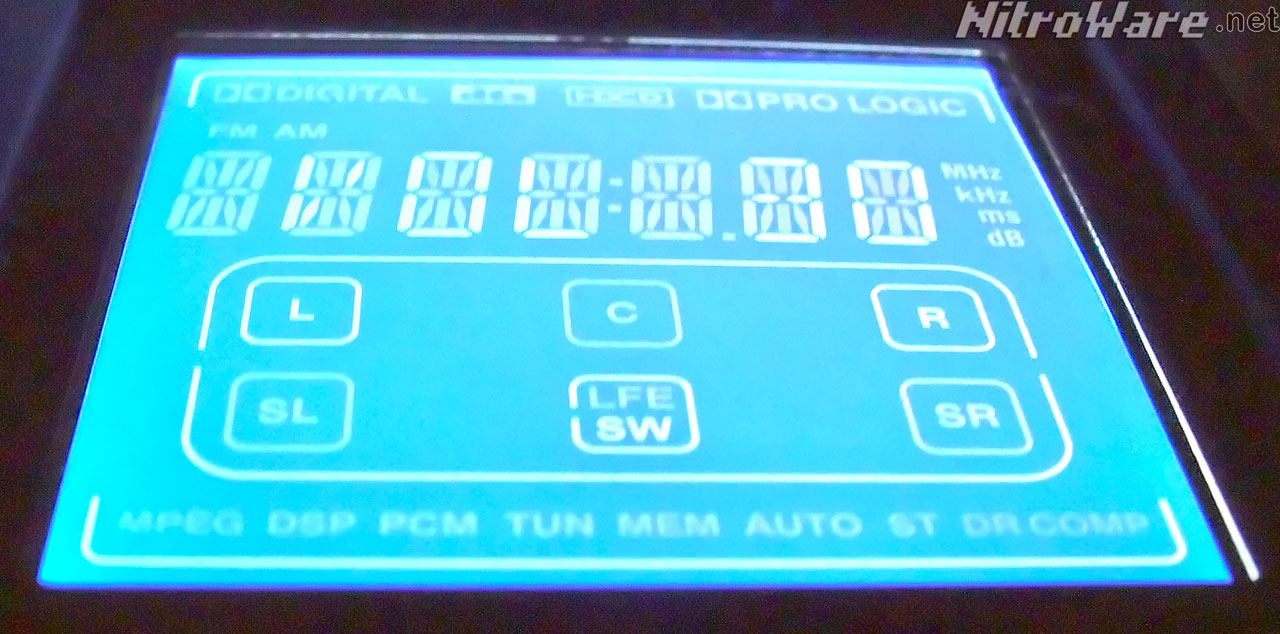 NitroWare.net
DIGITAL dts HDCD PRO LOGIC
FM AM
MHz
kHz
ms
dB
L C R
LFE
SL SW SR
MPEG DSP PCM TUN MEM AUTO ST DR COMP